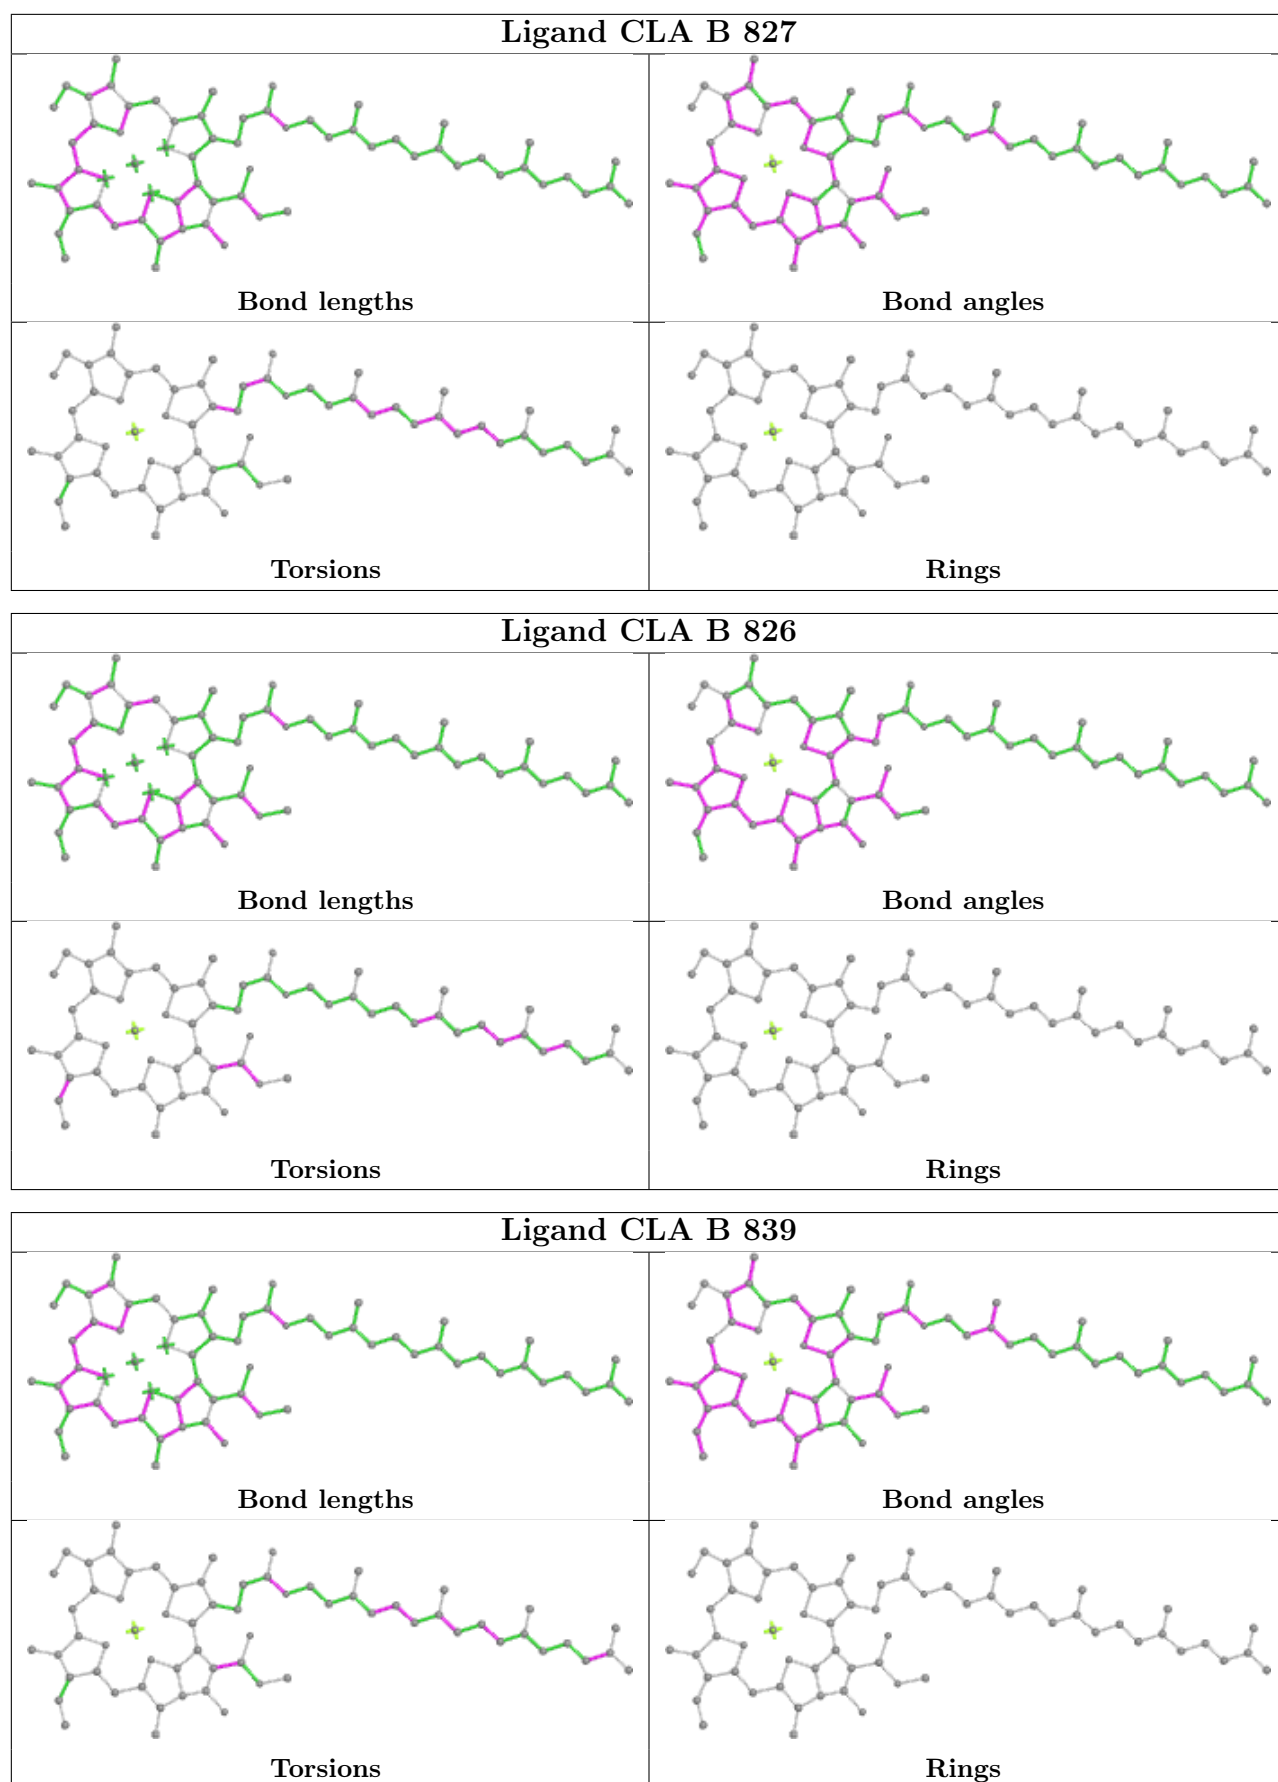 Ligand CLA B 827
Bond lengths
Bond angles
Torsions
Rings
Ligand CLA B 826
Bond lengths
Bond angles
Torsions
Rings
Ligand CLA B 839
Bond lengths
Bond angles
Torsions
Rings